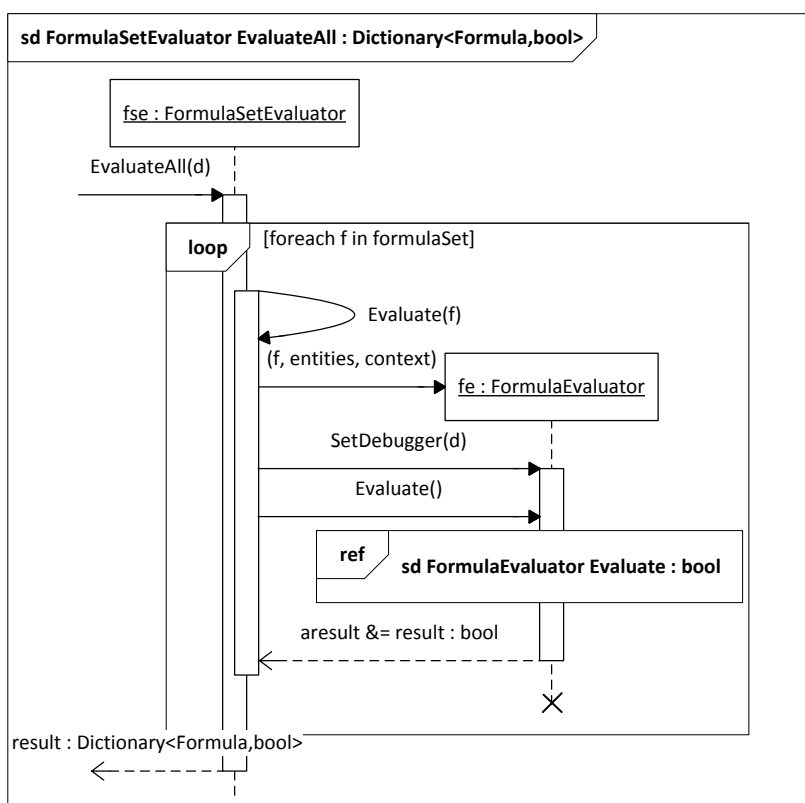 sd FormulaSetEvaluator EvaluateAll : Dictionary<Formula,bool>
fse : FormulaSetEvaluator
EvaluateAll(d)
loop
[foreach f in formulaSet]
Evaluate(f)
(f, entities, context)
fe : FormulaEvaluator
SetDebugger(d)
Evaluate()
ref
sd FormulaEvaluator Evaluate : bool
aresult &= result : bool
result : Dictionary<Formula,bool>